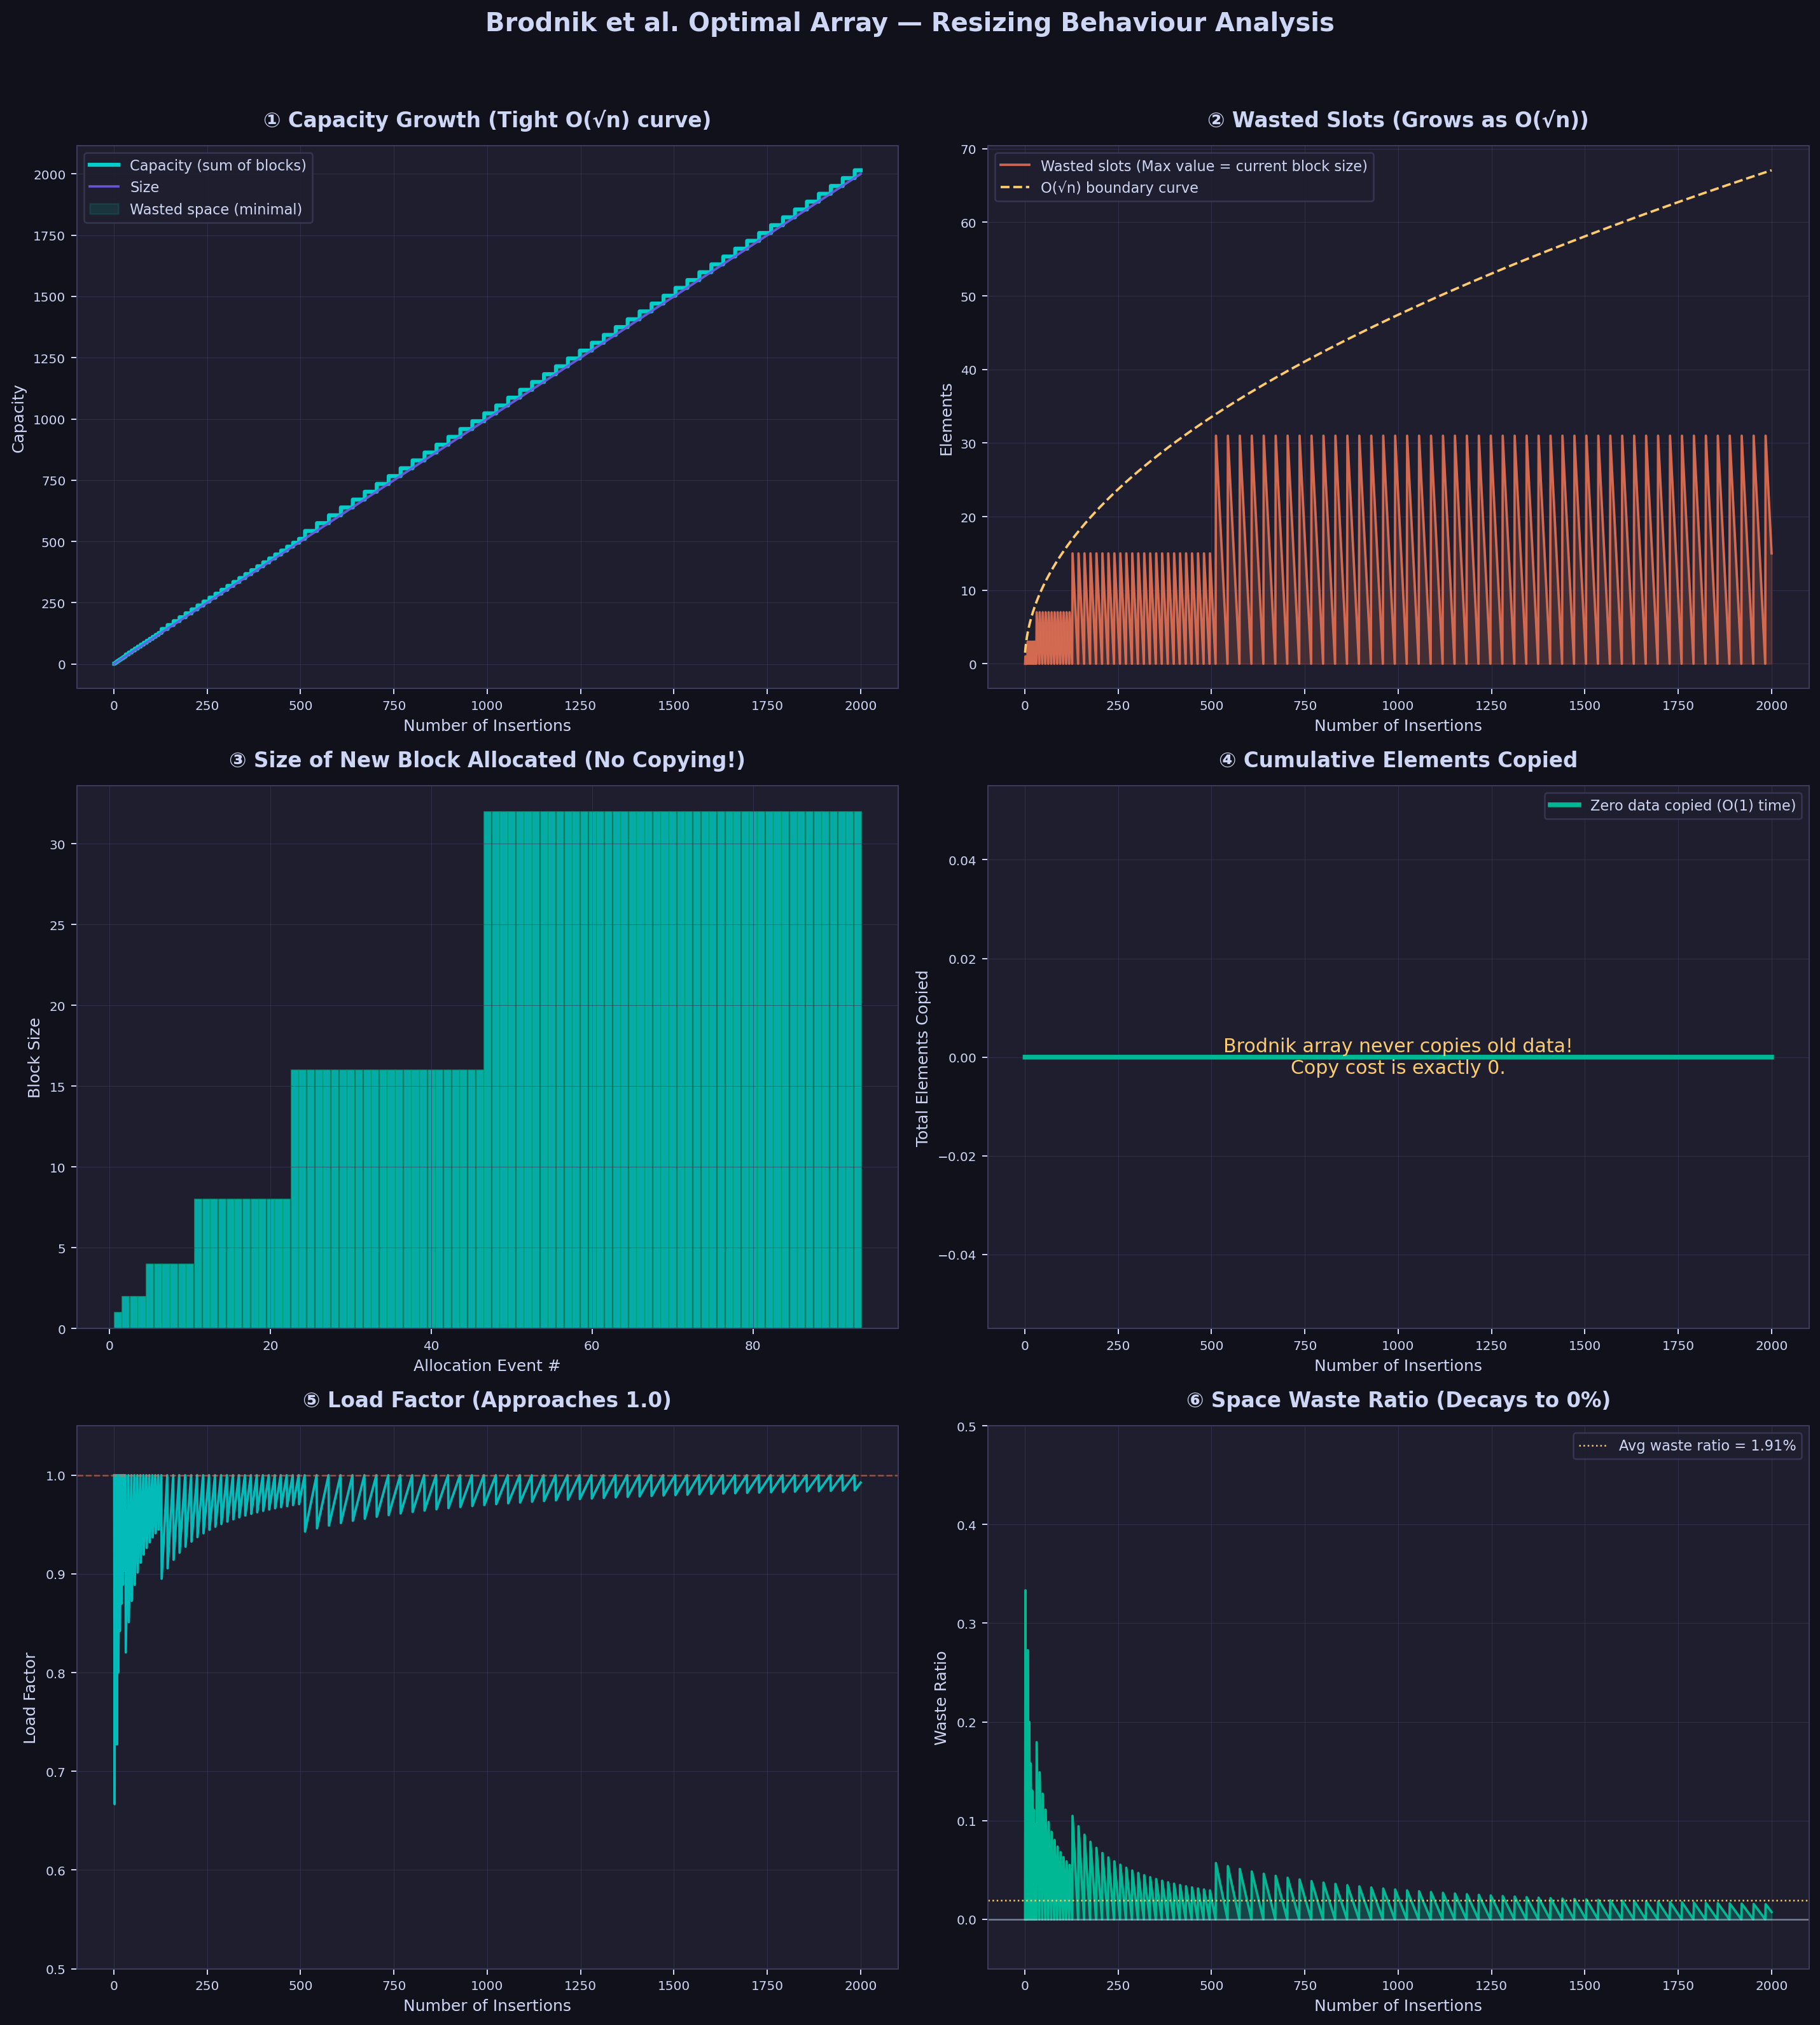 Brodnik et al. Optimal Array — Resizing Behaviour Analysis
① Capacity Growth (Tight O(√n) curve)
Capacity (sum of blocks)
Size
Wasted space (minimal)
2000
1750
1500
1250
1000
750
500
250
0
Capacity
0 250 500 750 1000 1250 1500 1750 2000
Number of Insertions
② Wasted Slots (Grows as O(√n))
Wasted slots (Max value = current block size)
O(√n) boundary curve
70
60
50
40
30
20
10
0
Elements
0 250 500 750 1000 1250 1500 1750 2000
Number of Insertions
③ Size of New Block Allocated (No Copying!)
30
25
20
15
10
5
0
Block Size
0 20 40 60 80
Allocation Event #
④ Cumulative Elements Copied
Zero data copied (O(1) time)
0.04
0.02
0.00
−0.02
−0.04
Total Elements Copied
Brodnik array never copies old data!
Copy cost is exactly 0.
0 250 500 750 1000 1250 1500 1750 2000
Number of Insertions
⑤ Load Factor (Approaches 1.0)
1.0
0.9
0.8
0.7
0.6
0.5
Load Factor
0 250 500 750 1000 1250 1500 1750 2000
Number of Insertions
⑥ Space Waste Ratio (Decays to 0%)
Avg waste ratio = 1.91%
0.5
0.4
0.3
0.2
0.1
0.0
Waste Ratio
0 250 500 750 1000 1250 1500 1750 2000
Number of Insertions